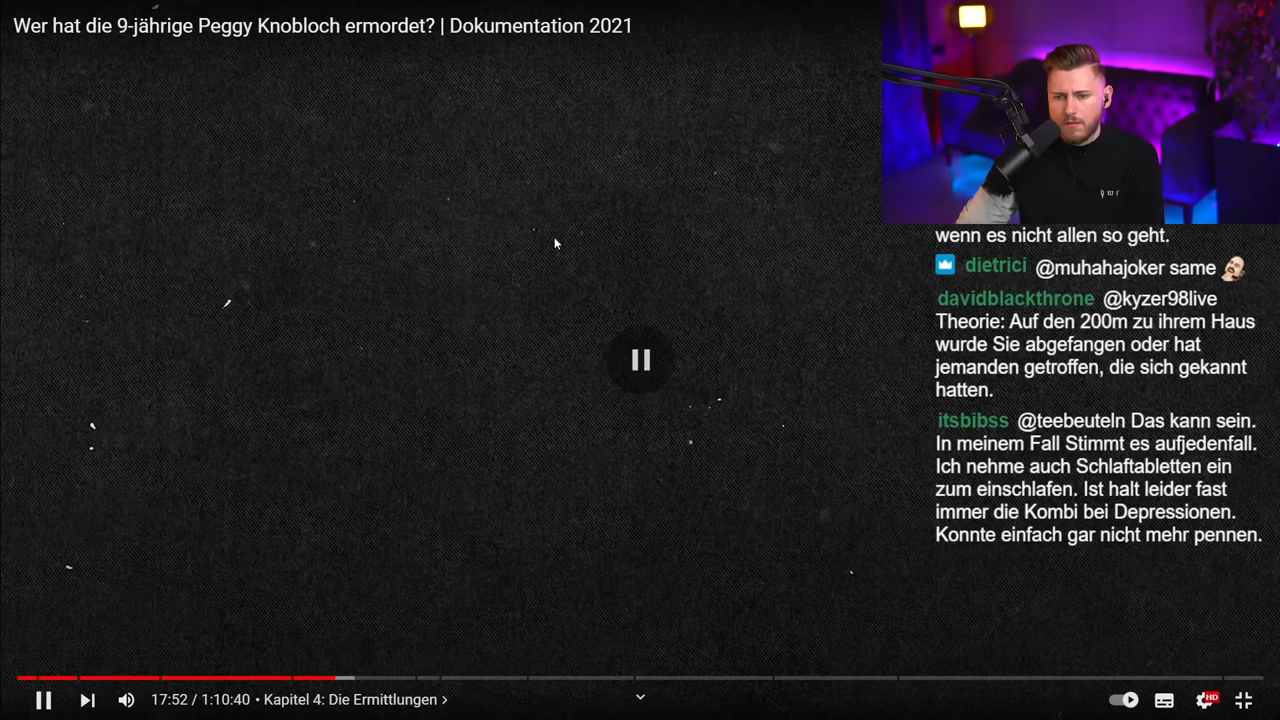 Wer hat die 9-jährige Peggy Knobloch ermordet? | Dokumentation 2021
wenn es nicht allen so geht.
dietrici @muhahajoker same
davidblackthrone @kyzer98live
Theorie: Auf den 200m zu ihrem Haus
wurde Sie abgefangen oder hat
jemanden getroffen, die sich gekannt
hatten.
itsbibss @teebeuteln Das kann sein.
In meinem Fall Stimmt es aufjedenfall.
Ich nehme auch Schlaftabletten ein
zum einschlafen. Ist halt leider fast
immer die Kombi bei Depressionen.
Konnte einfach gar nicht mehr pennen.
17:52 / 1:10:40 • Kapitel 4: Die Ermittlungen
HD